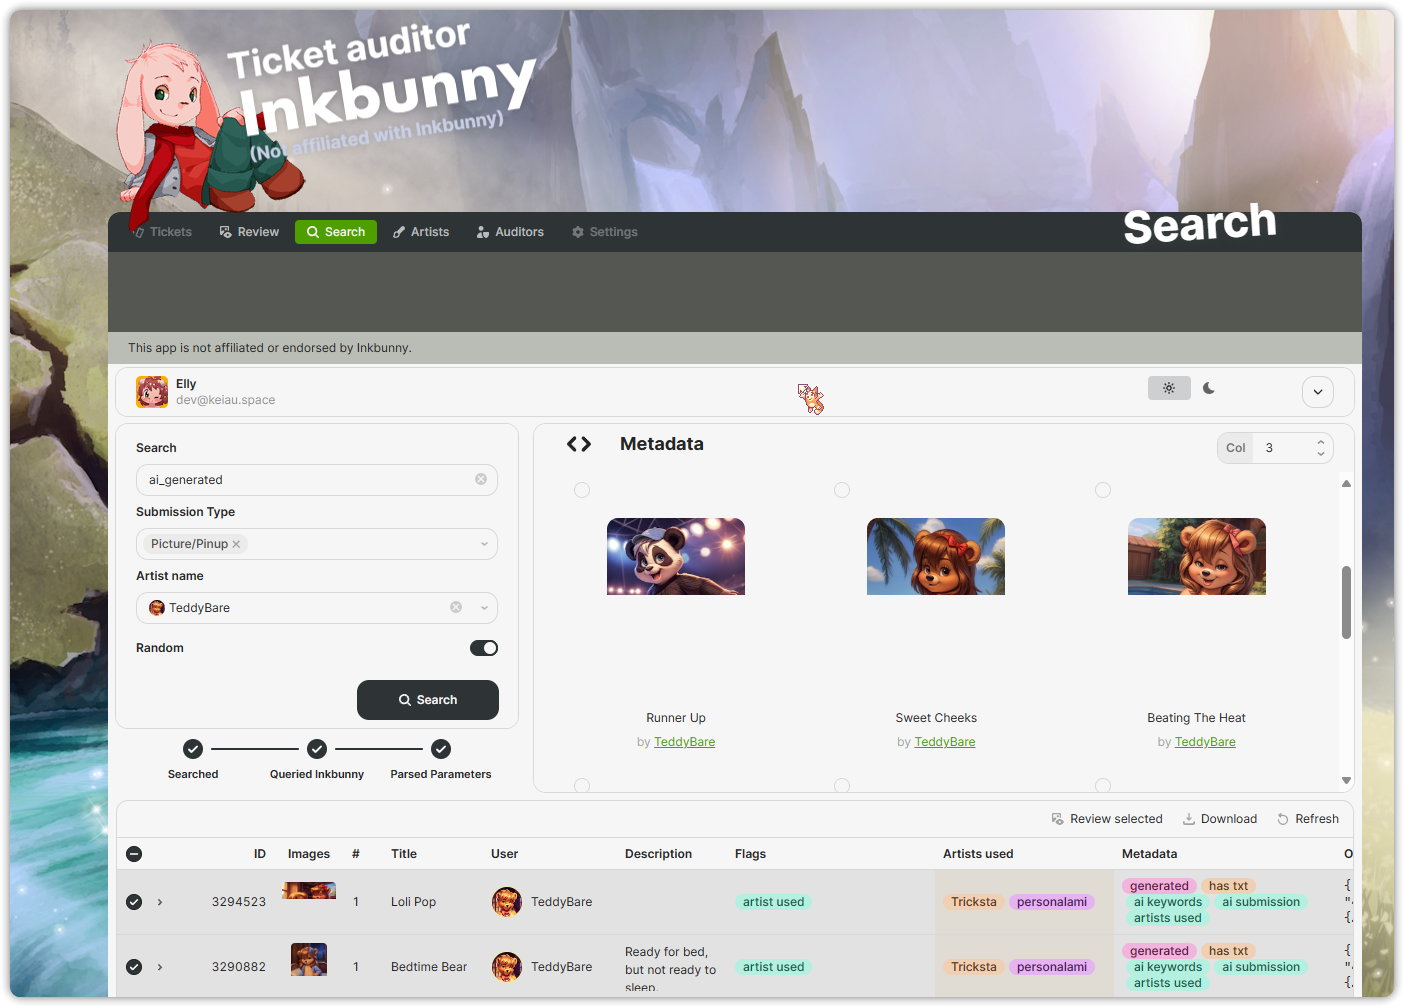 Ticket auditor
Inkbunny
(Not affiliated with Inkbunny)
Search
Tickets Review Search Artists Auditors Settings
This app is not affiliated or endorsed by Inkbunny.
Elly
dev@keiau.space
Search
ai_generated
Submission Type
Picture/Pinup
Artist name
TeddyBare
Random
Search
Searched Queried Inkbunny Parsed Parameters
Metadata
Col 3
Runner Up Sweet Cheeks Beating The Heat
by TeddyBare by TeddyBare by TeddyBare
Review selected Download Refresh
ID Images # Title User Description Flags Artists used Metadata O
3294523 1 Loli Pop TeddyBare artist used Tricksta personalami generated has txt ai keywords ai submission artists used {
3290882 1 Bedtime Bear TeddyBare Ready for bed, but not ready to sleep. artist used Tricksta personalami generated has txt ai keywords ai submission artists used {